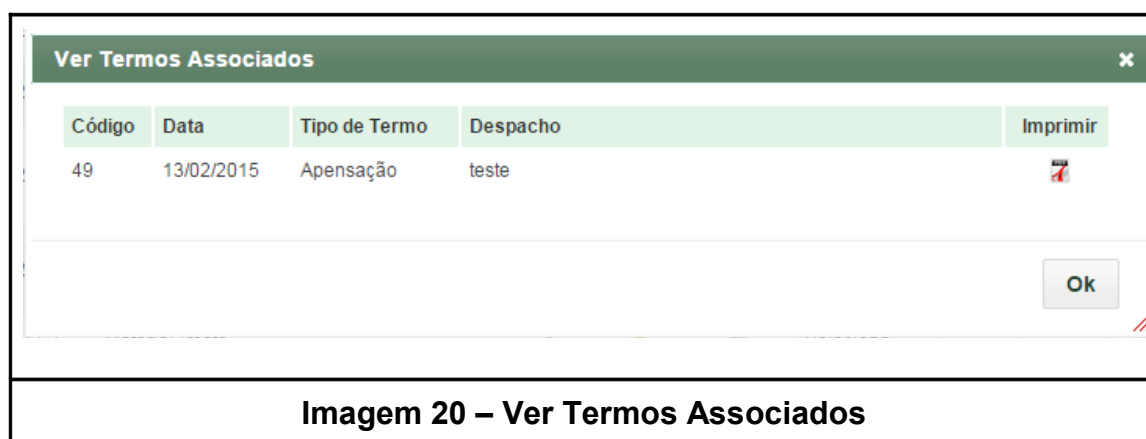 Ver Termos Associados
Código Data Tipo de Termo Despacho Imprimir
49 13/02/2015 Apensação teste
Ok
Imagem 20 – Ver Termos Associados